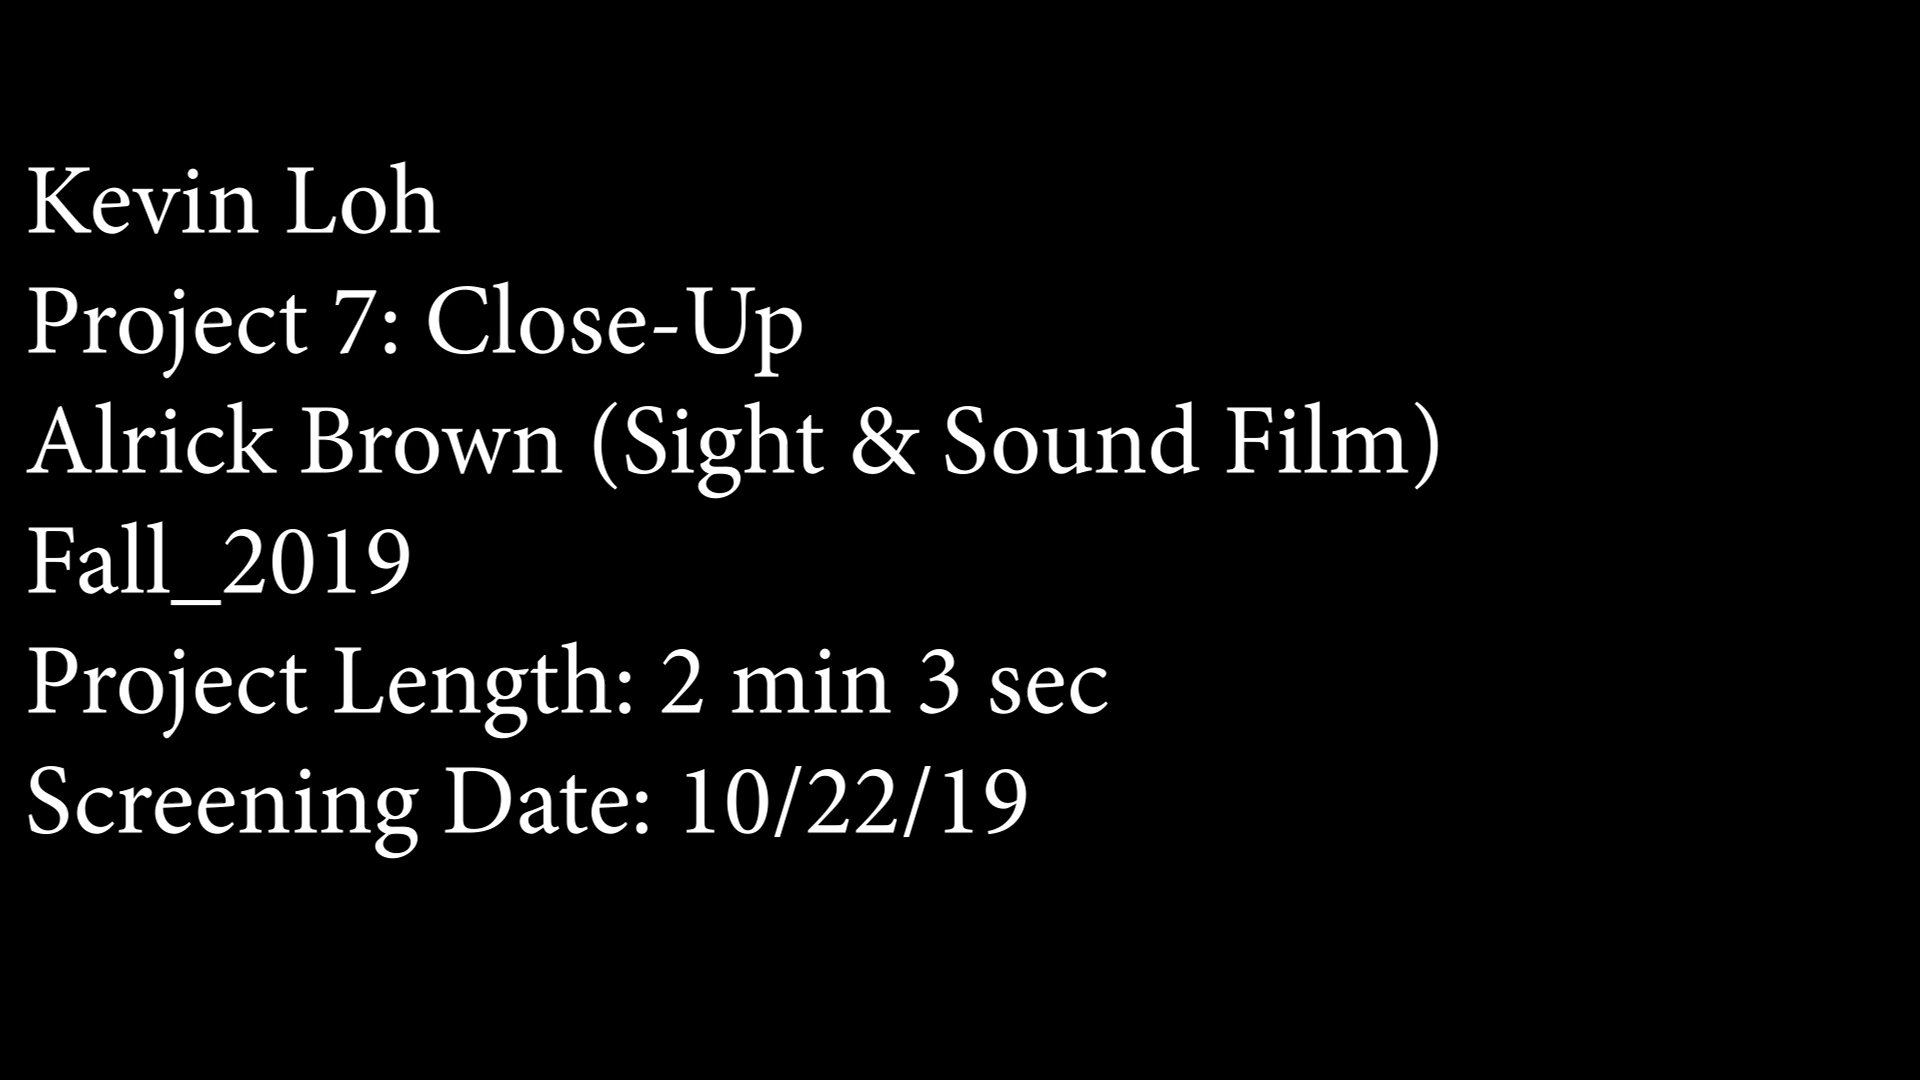 Kevin Loh
Project 7: Close-Up
Alrick Brown (Sight & Sound Film)
Fall_2019
Project Length: 2 min 3 sec
Screening Date: 10/22/19